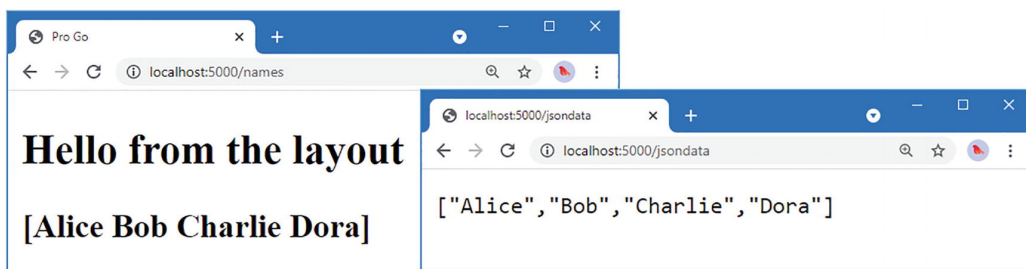 Pro Go
localhost:5000/names
Hello from the layout
[Alice Bob Charlie Dora]
localhost:5000/jsondata
localhost:5000/jsondata
["Alice","Bob","Charlie","Dora"]